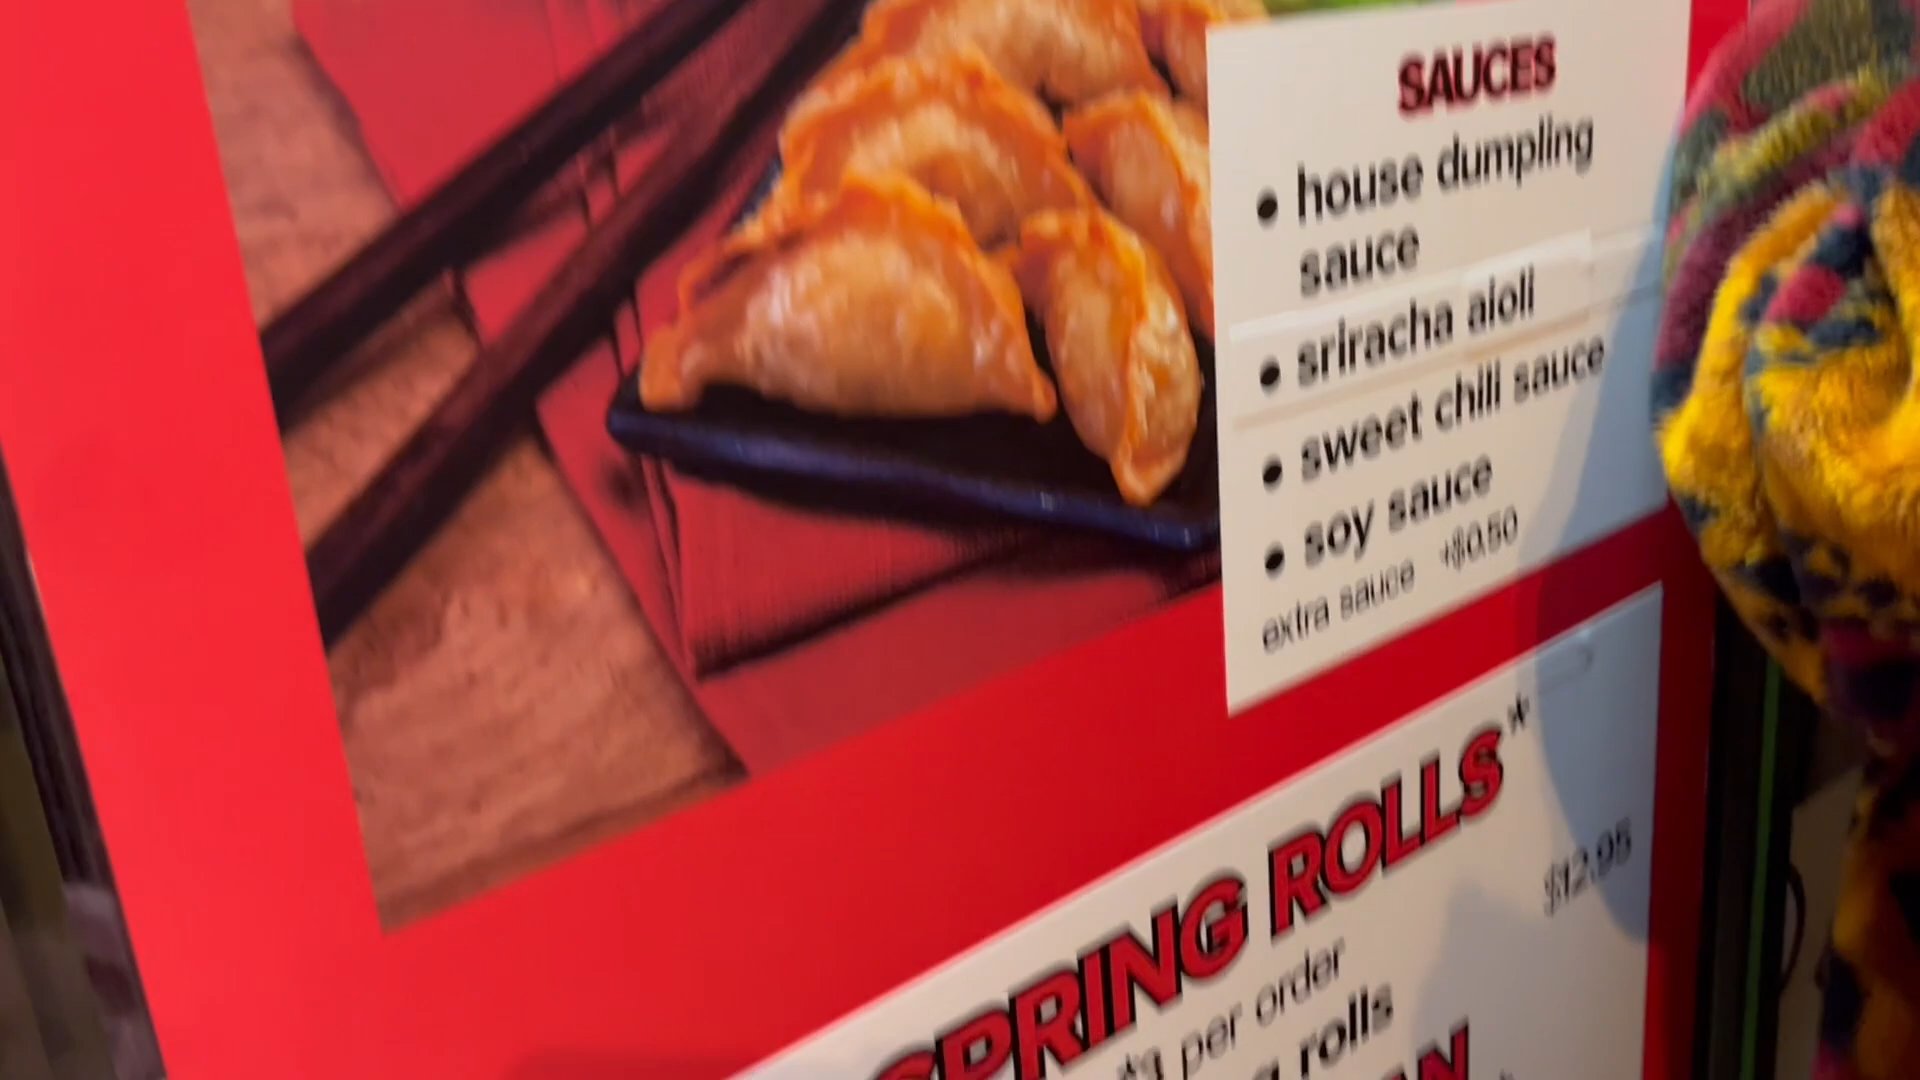 SAUCES
• house dumpling
sauce
• sriracha aioli
• sweet chili sauce
• soy sauce
extra sauce +$0.50
SPRING ROLLS*
$12.95
per order
rolls